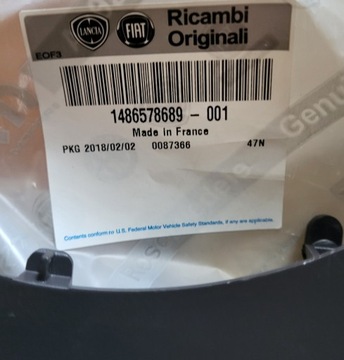 LANCIA FIAT Ricambi
Originali
EOF3
1486578689 - 001
Made in France
PKG 2018/02/02 0087366 47N
Contents conform to U.S. Federal Motor Vehicle Safety Standards, if any are applicable.
Genuine